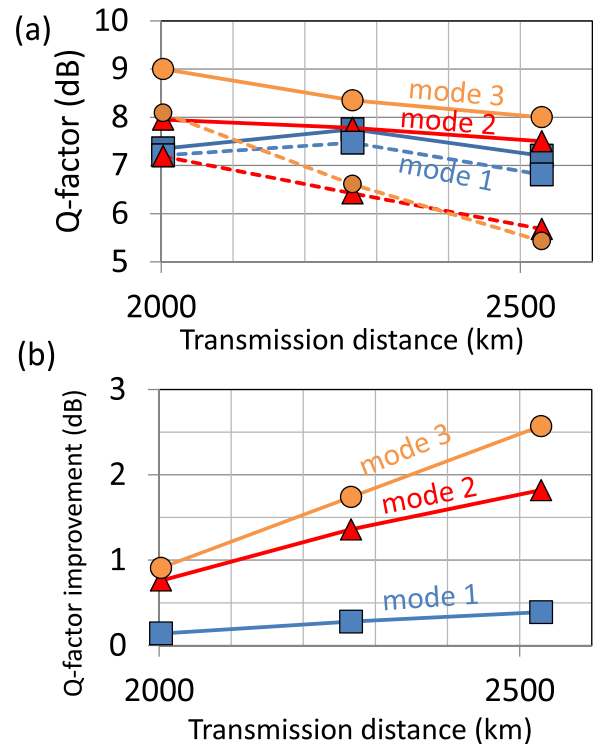 (a)
Q-factor (dB)
10
9
8
7
6
5
mode 3
mode 2
mode 1
2000
2500
Transmission distance (km)
(b)
Q-factor improvement (dB)
3
2
1
0
mode 3
mode 2
mode 1
2000
2500
Transmission distance (km)